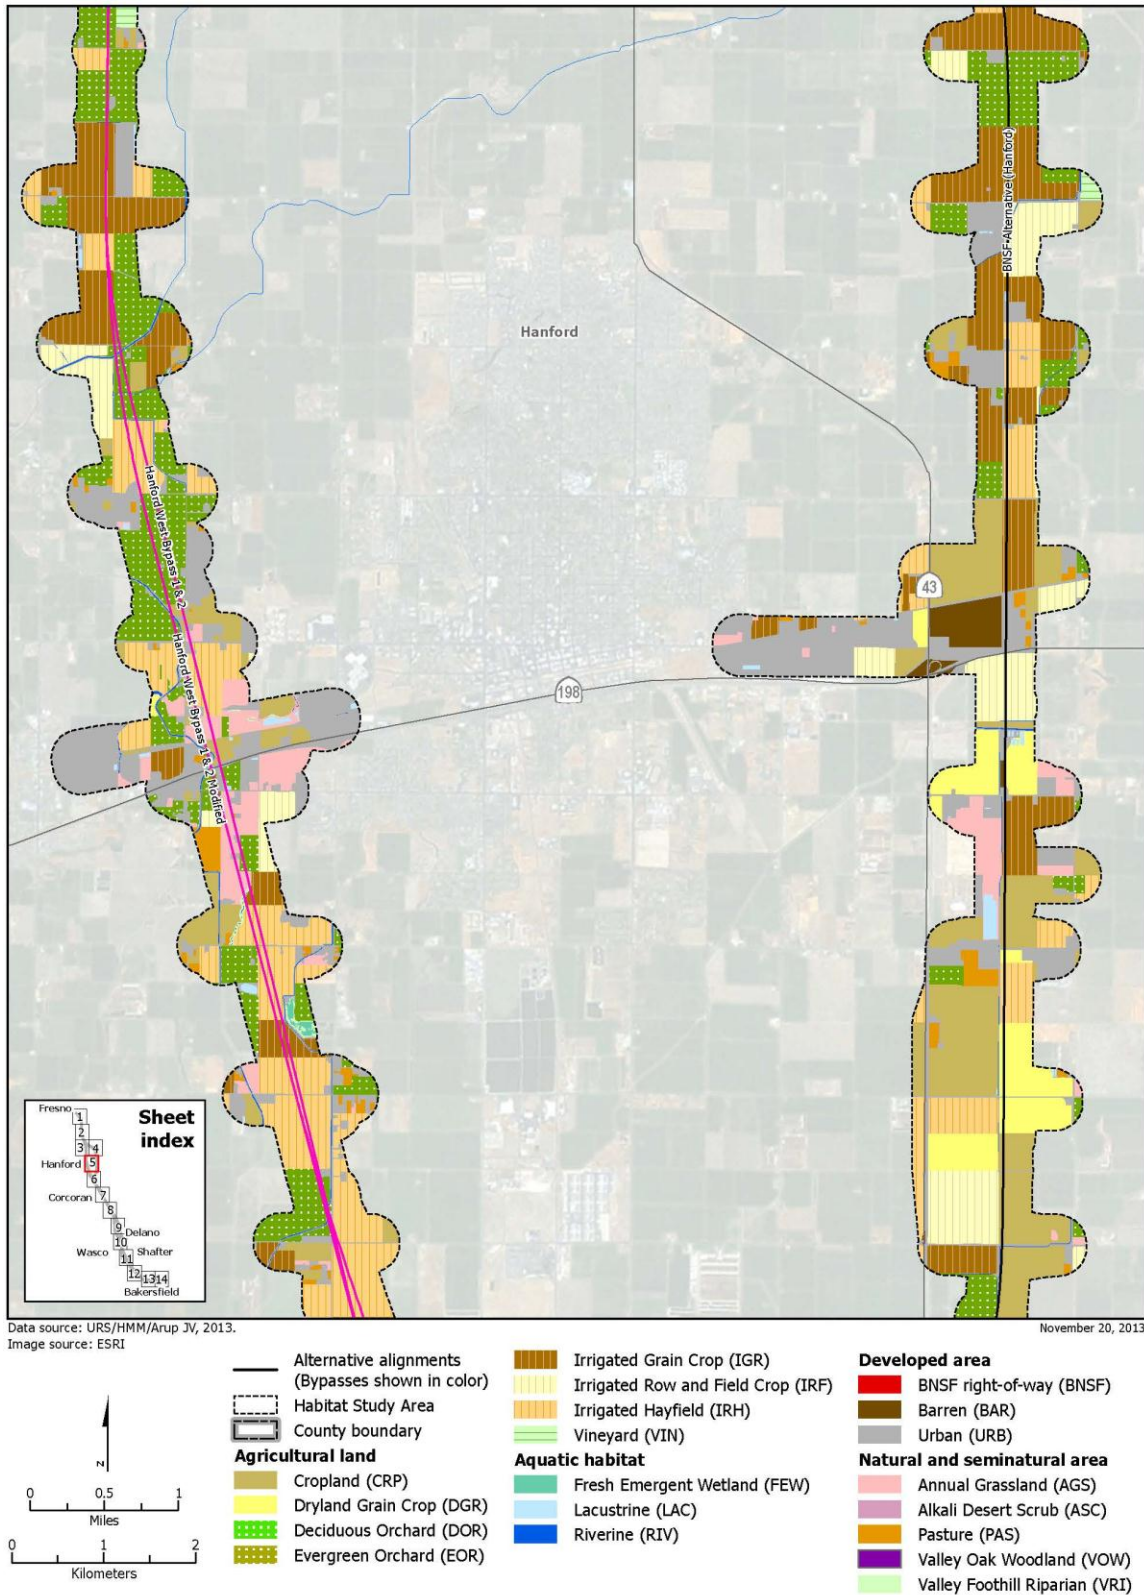 Hanford
BNSF Alternative (Hanford)
Hanford West Bypass 1 & 2
Hanford West Bypass 1 & 2 Modified
43
198
Sheet
index
Fresno
1
2
3 4
Hanford 5
6
Corcoran 7
8
9
Delano
10
Wasco Shafter
11
12 13 14
Bakersfield
Data source: URS/HMM/Arup JV, 2013.
Image source: ESRI
November 20, 2013
N
0 0.5 1
Miles
0 1 2
Kilometers
Alternative alignments
(Bypasses shown in color)
Habitat Study Area
County boundary
Agricultural land
Cropland (CRP)
Dryland Grain Crop (DGR)
Deciduous Orchard (DOR)
Evergreen Orchard (EOR)
Irrigated Grain Crop (IGR)
Irrigated Row and Field Crop (IRF)
Irrigated Hayfield (IRH)
Vineyard (VIN)
Aquatic habitat
Fresh Emergent Wetland (FEW)
Lacustrine (LAC)
Riverine (RIV)
Developed area
BNSF right-of-way (BNSF)
Barren (BAR)
Urban (URB)
Natural and seminatural area
Annual Grassland (AGS)
Alkali Desert Scrub (ASC)
Pasture (PAS)
Valley Oak Woodland (VOW)
Valley Foothill Riparian (VRI)